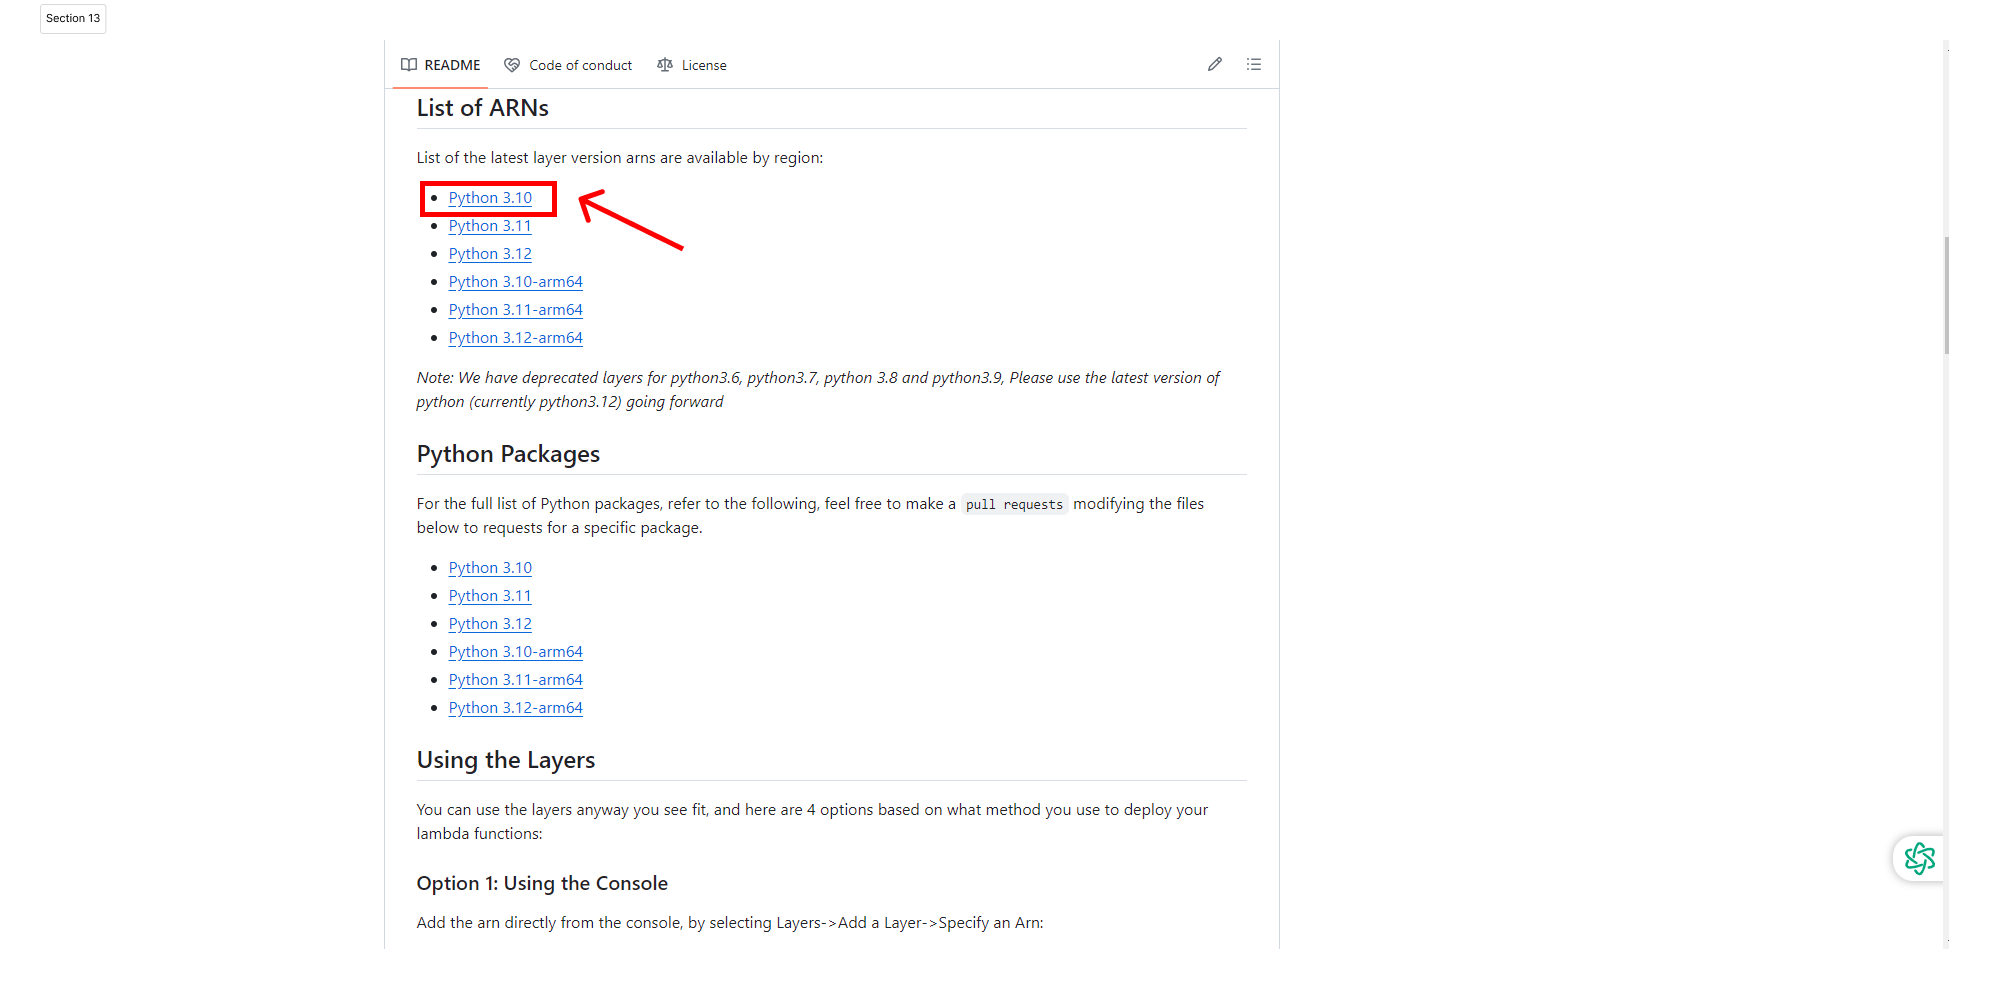 Section 13
README Code of conduct License
List of ARNs
List of the latest layer version arns are available by region:
Python 3.10
Python 3.11
Python 3.12
Python 3.10-arm64
Python 3.11-arm64
Python 3.12-arm64
Note: We have deprecated layers for python3.6, python3.7, python 3.8 and python3.9, Please use the latest version of
python (currently python3.12) going forward
Python Packages
For the full list of Python packages, refer to the following, feel free to make a pull requests modifying the files
below to requests for a specific package.
Python 3.10
Python 3.11
Python 3.12
Python 3.10-arm64
Python 3.11-arm64
Python 3.12-arm64
Using the Layers
You can use the layers anyway you see fit, and here are 4 options based on what method you use to deploy your
lambda functions:
Option 1: Using the Console
Add the arn directly from the console, by selecting Layers->Add a Layer->Specify an Arn: